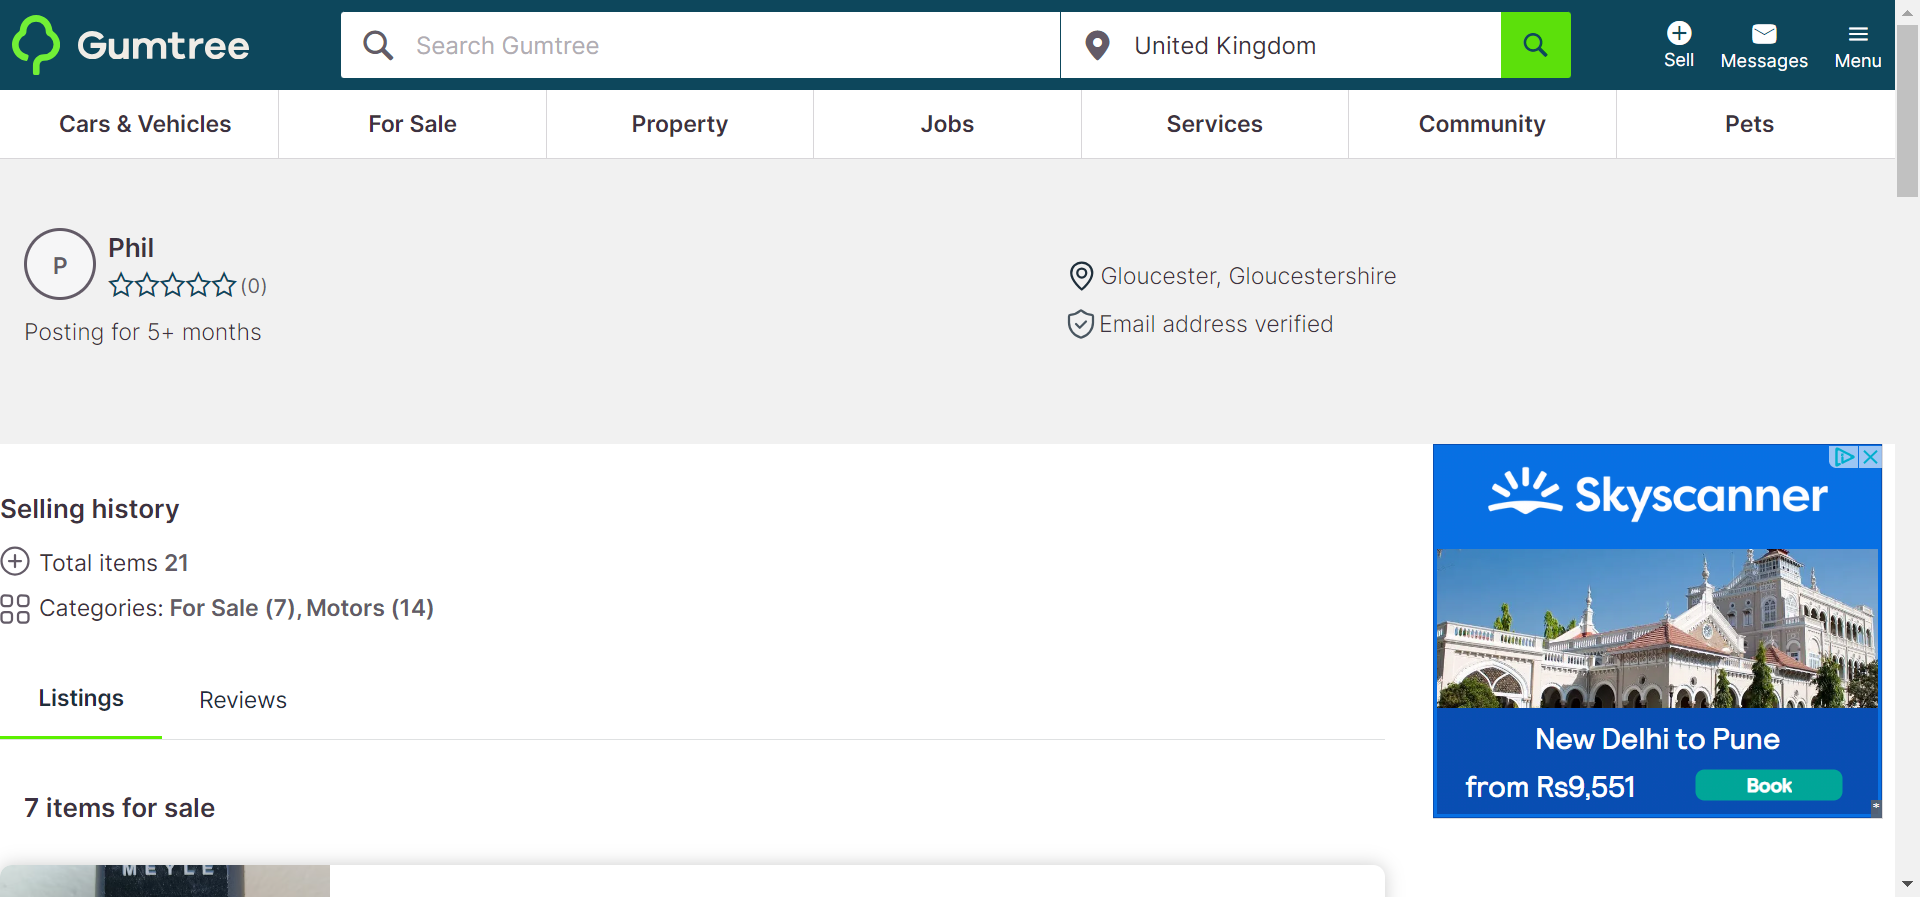 Gumtree
Search Gumtree
United Kingdom
Sell
Messages
Menu
Cars & Vehicles
For Sale
Property
Jobs
Services
Community
Pets
P
Phil
(0)
Posting for 5+ months
Gloucester, Gloucestershire
Email address verified
Selling history
Total items 21
Categories: For Sale (7), Motors (14)
Listings
Reviews
7 items for sale
MEYLE
Skyscanner
New Delhi to Pune
from Rs9,551
Book